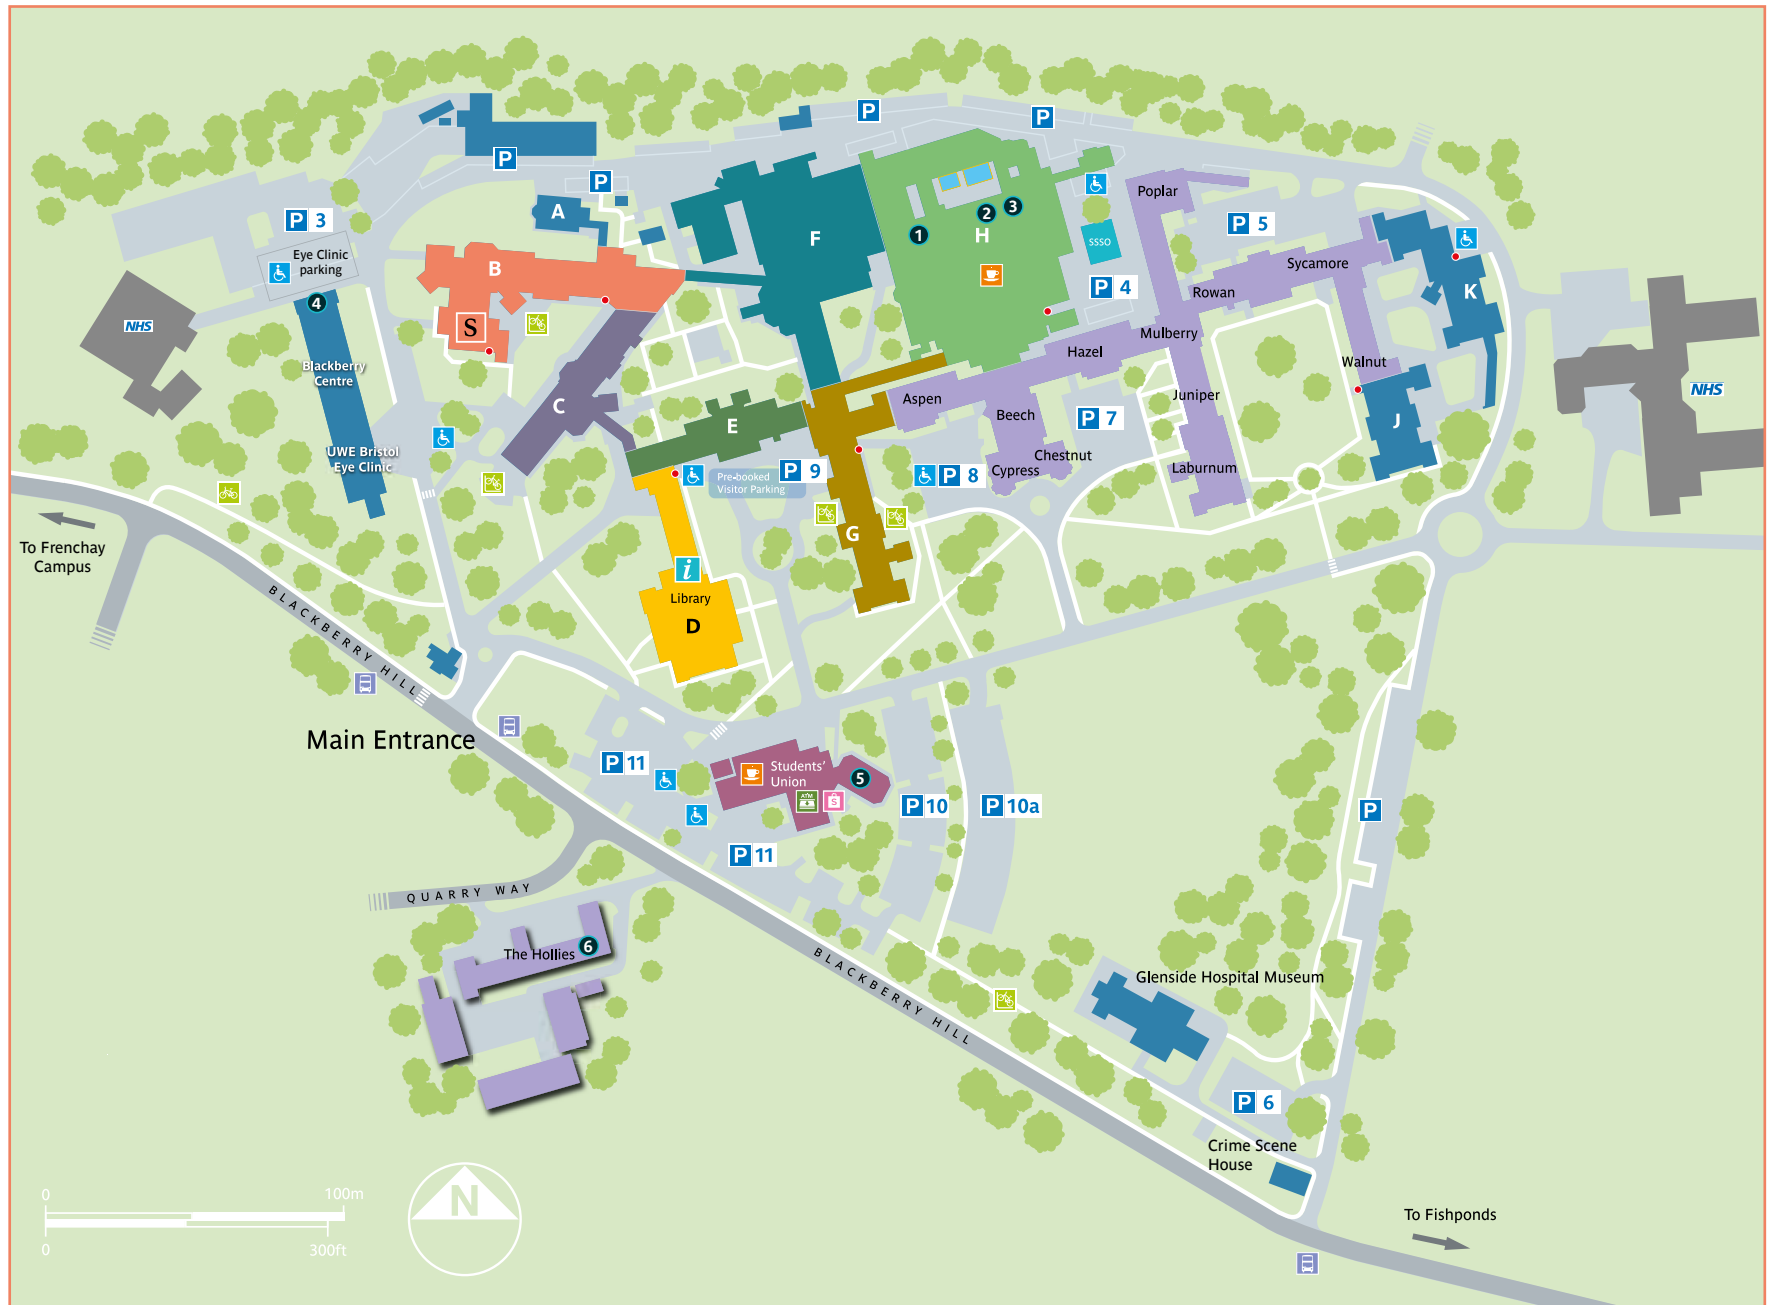 P
P
P
P
A
Poplar
P 3
F
1
2
3
H
SSSO
P 5
Eye Clinic
parking
B
Sycamore
K
4
P 4
Rowan
NHS
S
Mulberry
Hazel
Walnut
Blackberry
Centre
NHS
C
Aspen
Juniper
Beech
P 7
E
J
UWE Bristol
Eye Clinic
Chestnut
Cypress
Laburnum
Pre-booked
Visitor Parking
P 9
P 8
G
To Frenchay
Campus
i
Library
D
BLACKBERRY HILL
Main Entrance
P 11
Students'
Union
5
ATM
S
P 10
P 10a
P
P 11
QUARRY WAY
The Hollies
6
BLACKBERRY HILL
Glenside Hospital Museum
P 6
Crime Scene
House
0
100m
N
To Fishponds
0
300ft